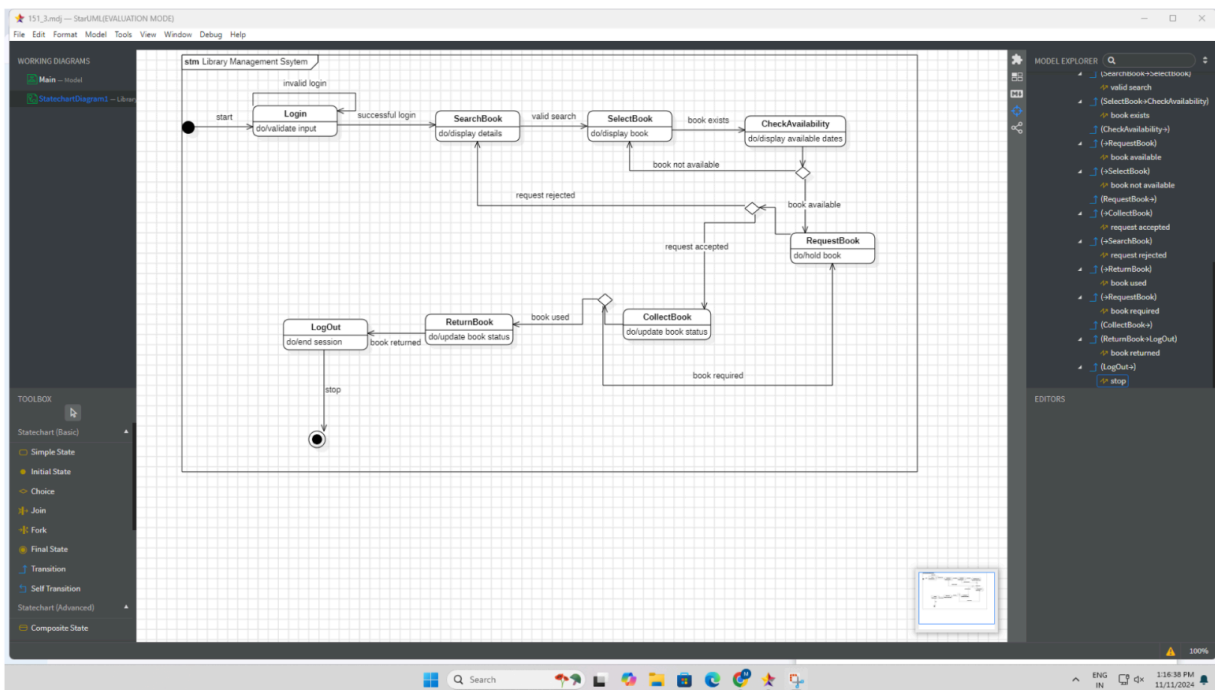 151_3.mdj — StarUML(EVALUATION MODE)
File Edit Format Model Tools View Window Debug Help
WORKING DIAGRAMS
Main — Model
StatechartDiagram1 — Library
stm Library Management Ssytem
invalid login
start
Login
do/validate input
successful login
SearchBook
do/display details
valid search
SelectBook
do/display book
book exists
CheckAvailability
do/display available dates
book not available
request rejected
book available
request accepted
RequestBook
do/hold book
LogOut
do/end session
book returned
ReturnBook
do/update book status
book used
CollectBook
do/update book status
book required
stop
TOOLBOX
Statechart (Basic)
Simple State
Initial State
Choice
Join
Fork
Final State
Transition
Self Transition
Statechart (Advanced)
Composite State
MODEL EXPLORER
(SearchBook→SelectBook)
valid search
(SelectBook→CheckAvailability)
book exists
(CheckAvailability→)
(→RequestBook)
book available
(→SelectBook)
book not available
(RequestBook→)
(→CollectBook)
request accepted
(→SearchBook)
request rejected
(→ReturnBook)
book used
(→RequestBook)
book required
(CollectBook→)
(ReturnBook→LogOut)
book returned
(LogOut→)
stop
EDITORS
100%
Search
ENG
IN
1:16:38 PM
11/11/2024